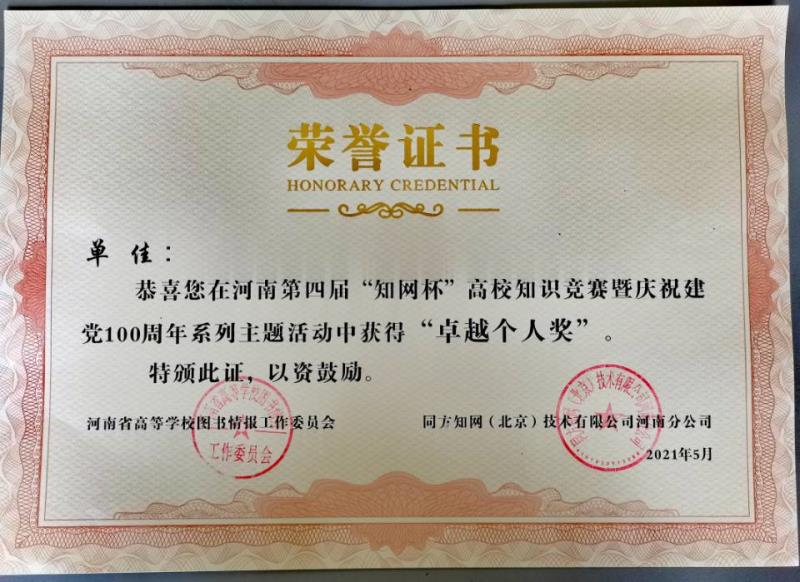 荣誉证书
HONORARY CREDENTIAL
单 佳：
恭喜您在河南第四届“知网杯”高校知识竞赛暨庆祝建
党100周年系列主题活动中获得“卓越个人奖”。
特颁此证，以资鼓励。
河南省高等学校图书情报工作委员会
同方知网（北京）技术有限公司河南分公司
2021年5月
工作委员会